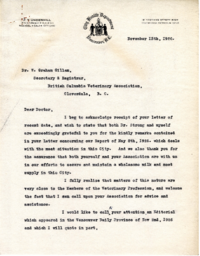 November 12th, 1926.
Dr. T. Graham Gillam,
Secretary & Registrar,
British Columbia Veterinary Association,
Cloverdale, B. C.
Dear Doctor,
I beg to acknowledge receipt of your letter of
recent date, and wish to state that both Dr. Strong and myself
are exceedingly grateful to you for the kindly remarks contained
in your letter concerning our Report of May 8th, 1926, which deals
with the meat situation in this City. And we also thank you for
the assurance that both yourself and your Association are with us
in our efforts to secure and maintain a wholesome milk and meat
supply in this City.
I fully realize that matters of this nature are
very close to the Members of the Veterinary Profession, and welcome
the fact that I can call upon your Association for advice and
assistance.
I would like to call your attention, an Editorial
which appeared in the Vancouver Daily Province of Nov 2nd, 1926
and which I will quote in part.